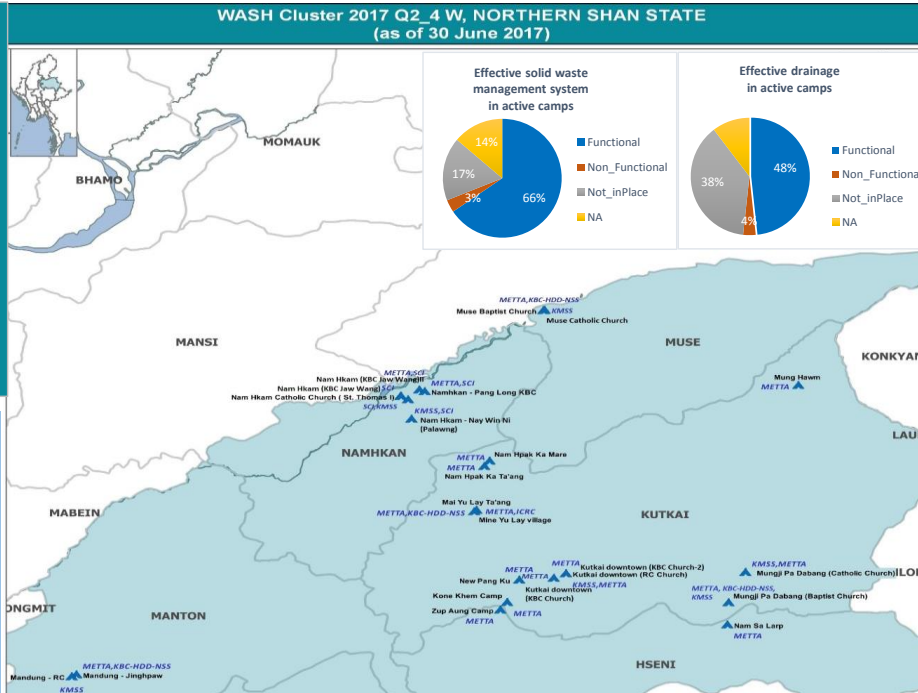 WASH Cluster 2017 Q2_4 W, NORTHERN SHAN STATE
(as of 30 June 2017)
Effective solid waste
management system
in active camps
14%
17%
3%
66%
Functional
Non_Functional
Not_inPlace
NA
Effective drainage
in active camps
48%
38%
4%
Functional
Non_Functional
Not_inPlace
NA
MOMAUK
BHAMO
MANSI
METTA,KBC-HDD-NSS
Muse Baptist Church
KMSS
Muse Catholic Church
MUSE
KONKYAN
Mung Hawm
METTA
METTA,SCI
Nam Hkam (KBC Jaw Wang)II
METTA,SCI
Nam Hkam (KBC Jaw Wang)
SCI
Namhkan - Pang Long KBC
Nam Hkam Catholic Church ( St. Thomas I)
SCI,KMSS
KMSS,SCI
Nam Hkam - Nay Win Ni
(Palawng)
LAU
NAMHKAN
METTA
Nam Hpak Ka Mare
METTA
Nam Hpak Ka Ta'ang
MABEIN
Mai Yu Lay Ta'ang
METTA,KBC-HDD-NSS
METTA,ICRC
Mine Yu Lay village
KUTKAI
METTA
METTA
Kutkai downtown (KBC Church-2)
New Pang Ku
METTA
Kutkai downtown (RC Church)
KMSS,METTA
KMSS,METTA
Mungji Pa Dabang (Catholic Church)
ILO
Kutkai downtown
(KBC Church)
Kone Khem Camp
METTA, KBC-HDD-NSS,
KMSS
Mungji Pa Dabang (Baptist Church)
Zup Aung Camp
METTA
METTA
ONGMIT
MANTON
Nam Sa Larp
METTA
HSENI
METTA,KBC-HDD-NSS
Mandung - RC
Mandung - Jinghpaw
KMSS